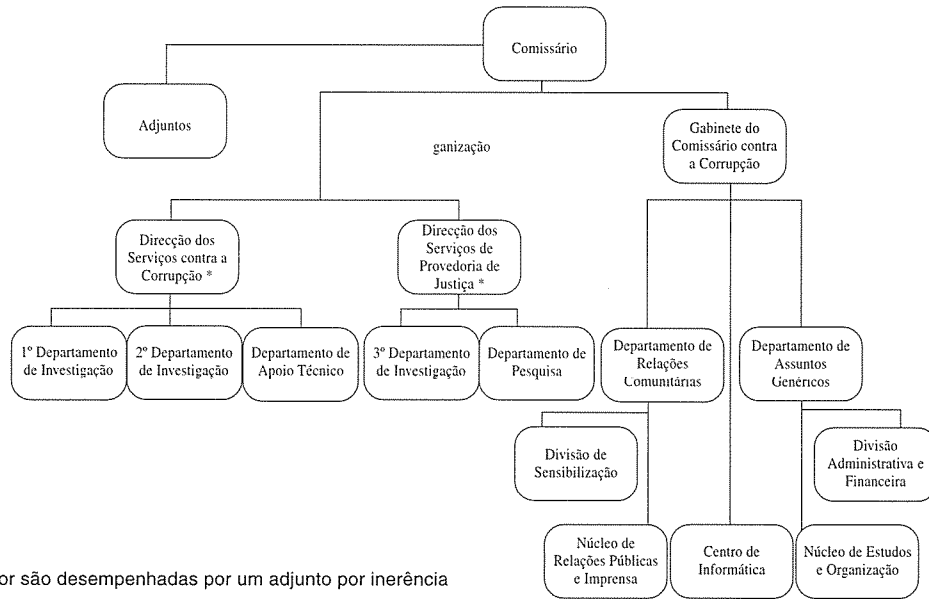 Comissário
Adjuntos
Gabinete do
Comissário contra
a Corrupção
ganização
Direcção dos
Serviços contra a
Corrupção *
Direcção dos
Serviços de
Provedoria de
Justiça *
1º Departamento
de Investigação
2º Departamento
de Investigação
Departamento de
Apoio Técnico
3º Departamento
de Investigação
Departamento de
Pesquisa
Departamento de
Relações
Comunitárias
Departamento de
Assuntos
Genéricos
Divisão de
Sensibilização
Divisão
Administrativa e
Financeira
Núcleo de
Relações Públicas
e Imprensa
Centro de
Informática
Núcleo de Estudos
e Organização
or são desempenhadas por um adjunto por inerência